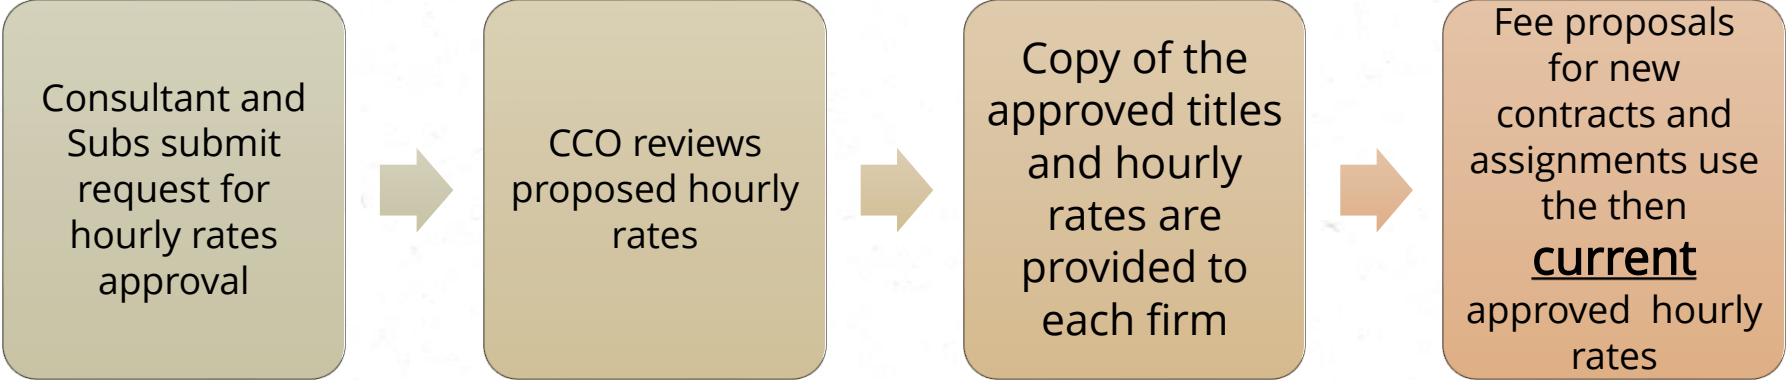 Consultant and
Subs submit
request for
hourly rates
approval
CCO reviews
proposed hourly
rates
Copy of the
approved titles
and hourly
rates are
provided to
each firm
Fee proposals
for new
contracts and
assignments use
the then
current
approved  hourly
rates